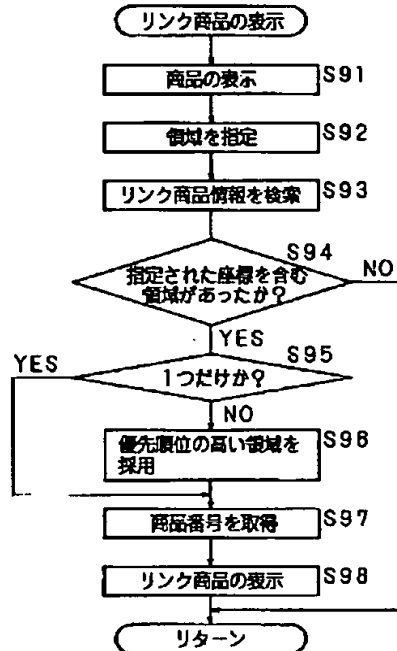 リンク商品の表示
商品の表示 S91
領域を指定 S92
リンク商品情報を検索 S93
S94
指定された座標を含む NO
領域があったか?
YES
YES S95
1つだけか?
NO
優先順位の高い領域を S96
採用
商品番号を取得 S97
リンク商品の表示 S98
リターン